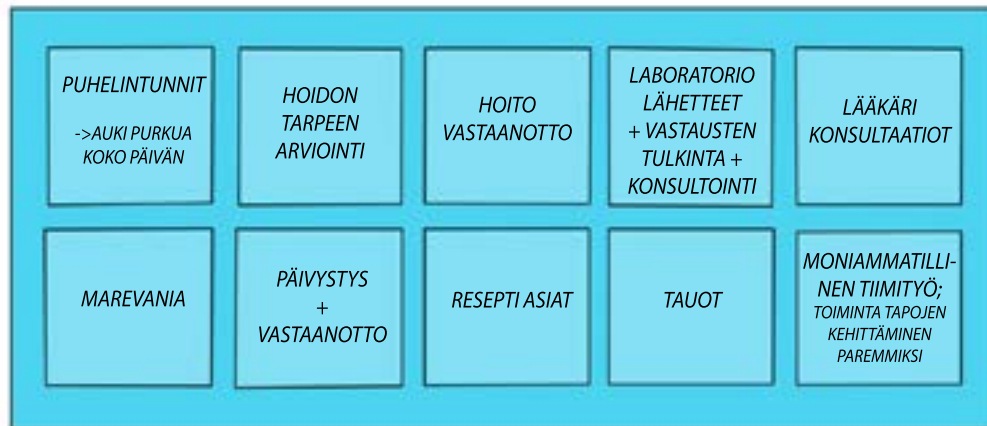 PUHELINTUNNIT
->AUKI PURKUA
KOKO PÄIVÄN
HOIDON
TARPEEN
ARVIOINTI
HOITO
VASTAANOTTO
LABORATORIO
LÄHETTEET
+ VASTAUSTEN
TULKINTA +
KONSULTOINTI
LÄÄKÄRI
KONSULTAATIOT
MAREVANIA
PÄIVYSTYS
+
VASTAANOTTO
RESEPTI ASIAT
TAUOT
MONIAMMATILLI-
NEN TIIMITYÖ;
TOIMINTA TAPOJEN
KEHITTÄMINEN
PAREMMIKSI